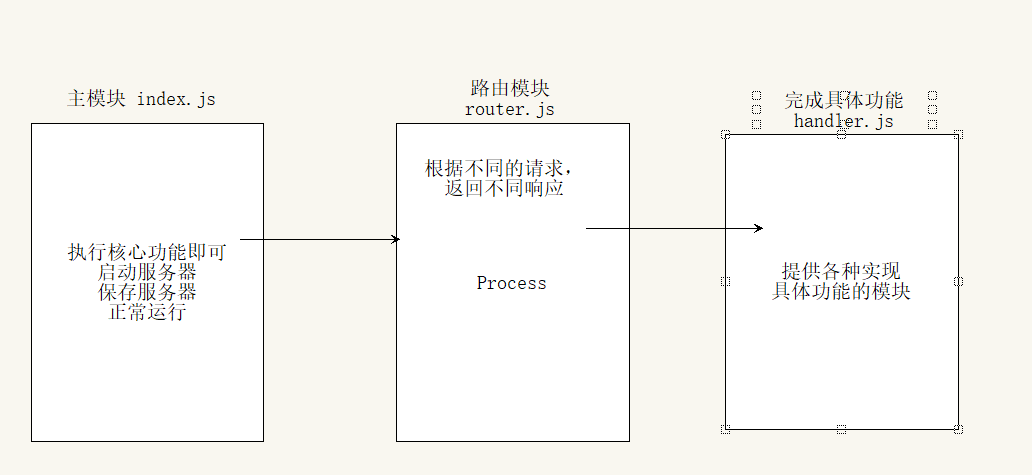 主模块 index.js
执行核心功能即可
启动服务器
保存服务器
正常运行
路由模块
router.js
根据不同的请求，
返回不同响应
Process
完成具体功能
handler.js
提供各种实现
具体功能的模块